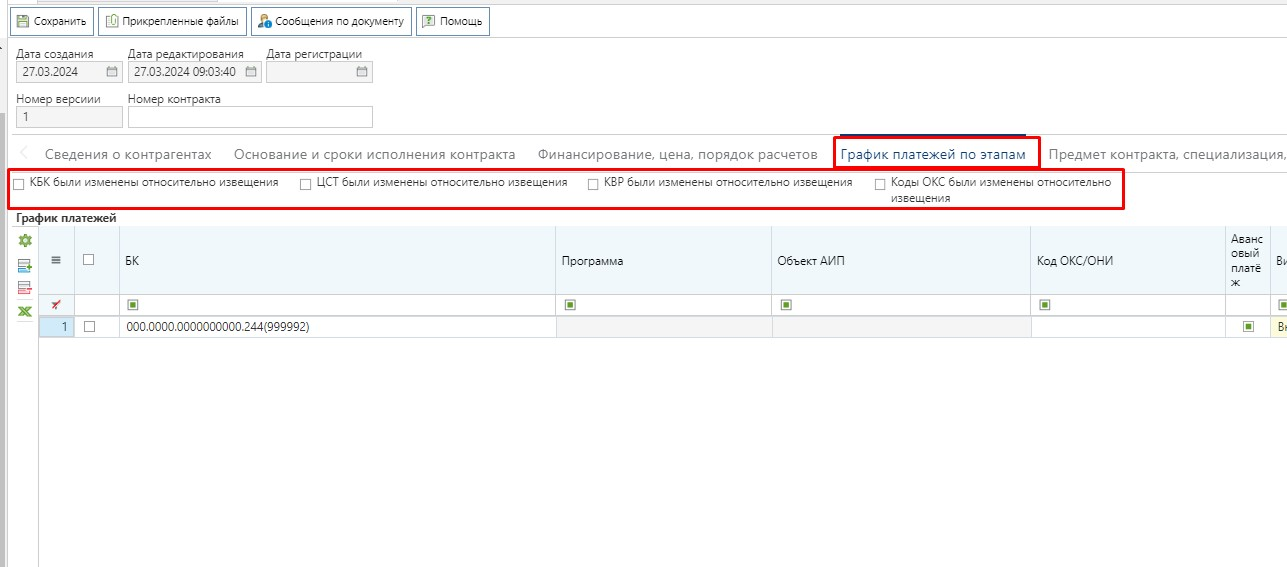 Сохранить Прикрепленные файлы Сообщения по документу Помощь
Дата создания Дата редактирования Дата регистрации
27.03.2024 27.03.2024 09:03:40
Номер версиии Номер контракта
1
Сведения о контрагентах Основание и сроки исполнения контракта Финансирование, цена, порядок расчетов График платежей по этапам Предмет контракта, специализация,
КБК были изменены относительно извещения ЦСТ были изменены относительно извещения КВР были изменены относительно извещения Коды ОКС были изменены относительно
извещения
График платежей
БК Программа Объект АИП Код ОКС/ОНИ
Аванс
овый
платё
ж
1 000.0000.0000000000.244(999992)